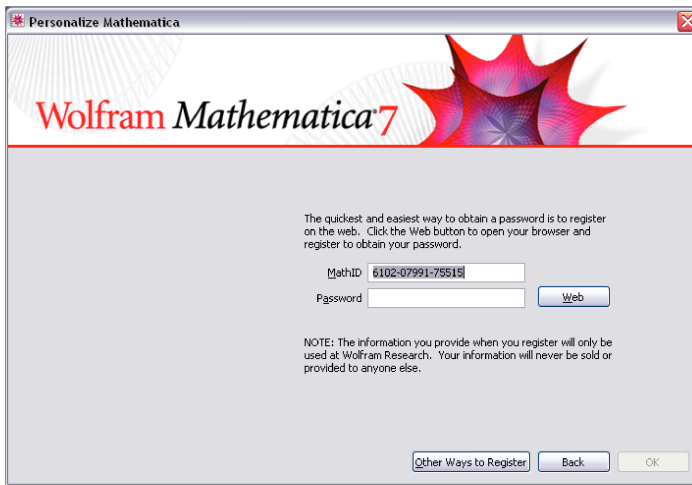 Personalize Mathematica
Wolfram Mathematica®7
The quickest and easiest way to obtain a password is to register
on the web. Click the Web button to open your browser and
register to obtain your password.
MathID 6102-07991-75515
Password
Web
NOTE: The information you provide when you register will only be
used at Wolfram Research. Your information will never be sold or
provided to anyone else.
Other Ways to Register Back OK